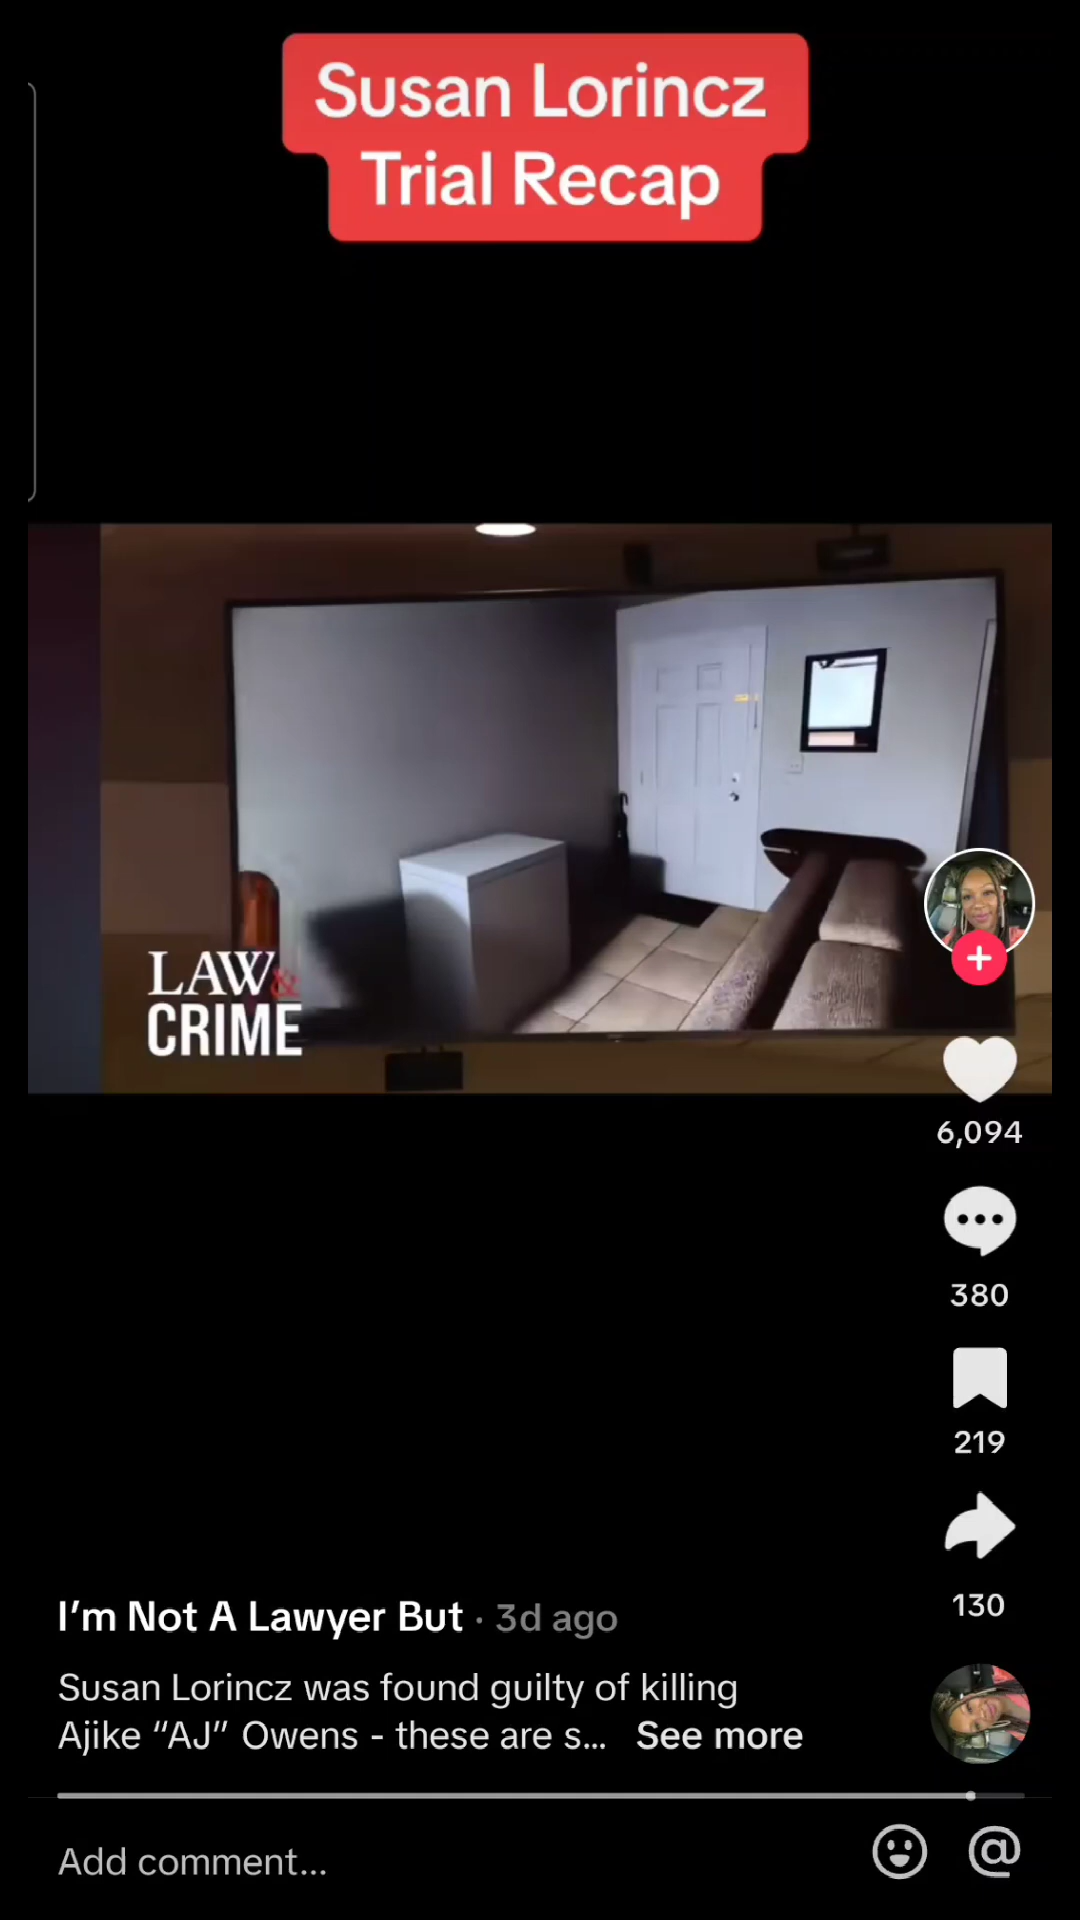 Susan Lorincz
Trial Recap
LAW&
CRIME
6,094
380
219
130
I’m Not A Lawyer But · 3d ago
Susan Lorincz was found guilty of killing
Ajike “AJ” Owens - these are s... See more
Add comment...